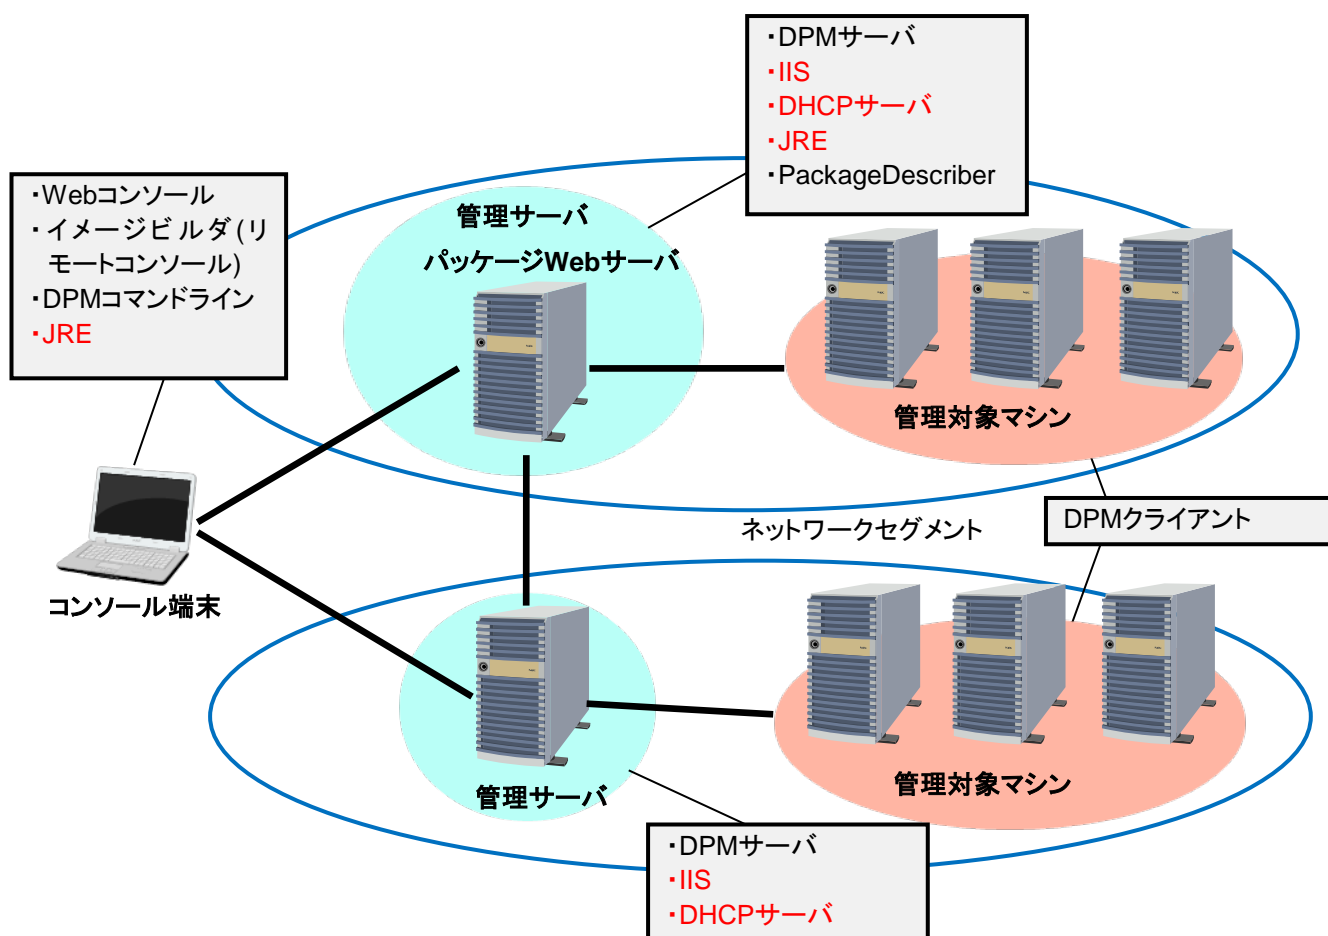 ・DPMサーバ
・IIS
・DHCPサーバ
・JRE
・PackageDescriber
・Webコンソール
・イメージビルダ(リ
モートコンソール)
・DPMコマンドライン
・JRE
管理サーバ
パッケージWebサーバ
管理対象マシン
ネットワークセグメント
DPMクライアント
コンソール端末
管理サーバ
管理対象マシン
・DPMサーバ
・IIS
・DHCPサーバ